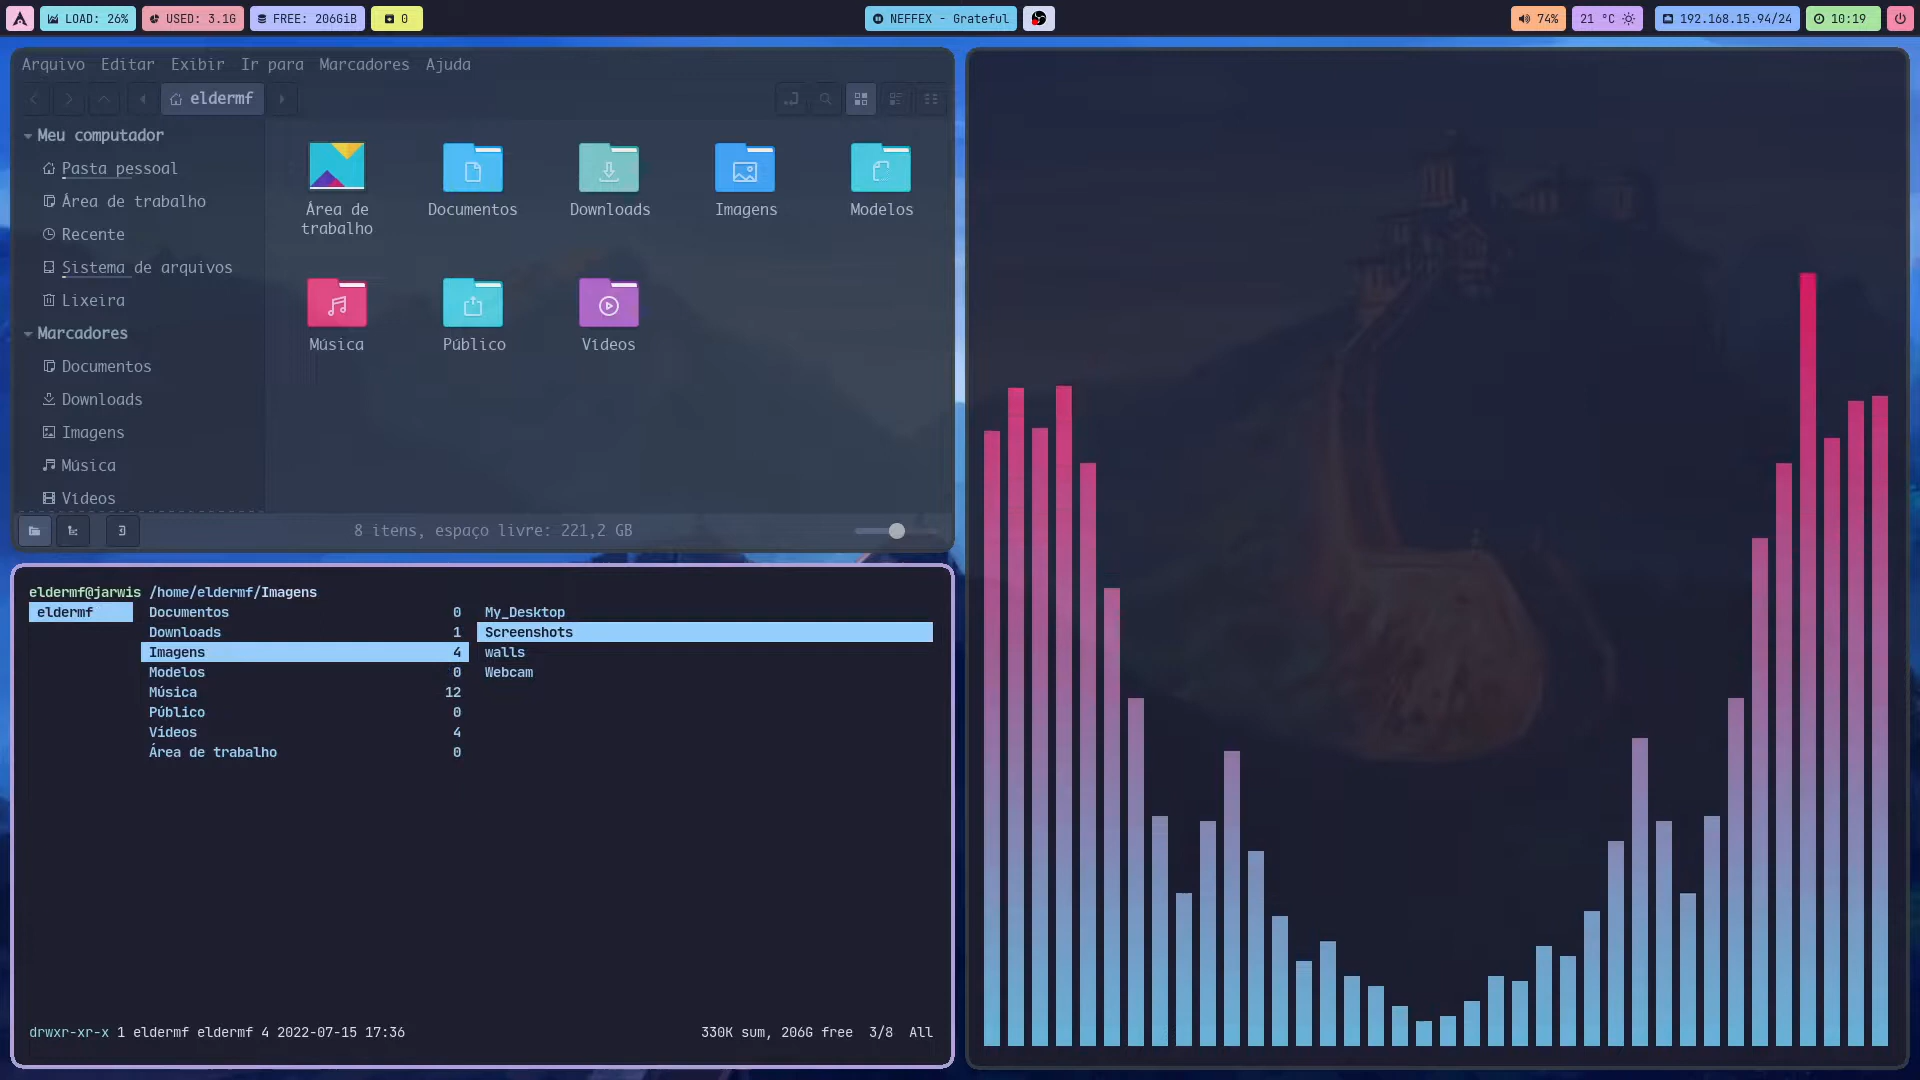 LOAD: 26% USED: 3.1G FREE: 206GiB 0 NEFFEX - Grateful 74% 21 °C 192.168.15.94/24 10:19
Arquivo Editar Exibir Ir para Marcadores Ajuda
eldermf
Meu computador
Pasta pessoal
Área de trabalho
Recente
Sistema de arquivos
Lixeira
Marcadores
Documentos
Downloads
Imagens
Música
Vídeos
Área de trabalho
Documentos
Downloads
Imagens
Modelos
Música
Público
Vídeos
8 itens, espaço livre: 221,2 GB
eldermf@jarwis /home/eldermf/Imagens
eldermf Documentos 0 My_Desktop
Downloads 1 Screenshots
Imagens 4 walls
Modelos 0 Webcam
Música 12
Público 0
Vídeos 4
Área de trabalho 0
drwxr-xr-x 1 eldermf eldermf 4 2022-07-15 17:36 330K sum, 206G free 3/8 All